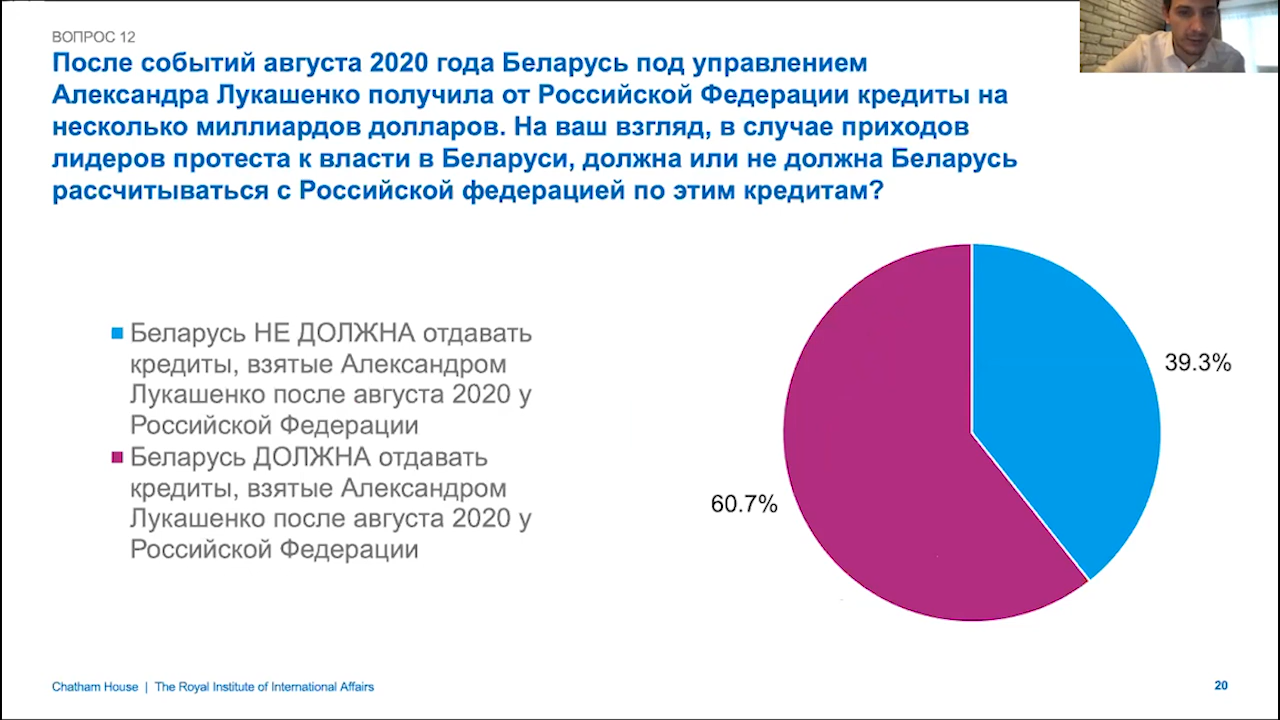 ВОПРОС 12
После событий августа 2020 года Беларусь под управлением
Александра Лукашенко получила от Российской Федерации кредиты на
несколько миллиардов долларов. На ваш взгляд, в случае приходов
лидеров протеста к власти в Беларуси, должна или не должна Беларусь
рассчитываться с Российской федерацией по этим кредитам?
Беларусь НЕ ДОЛЖНА отдавать
кредиты, взятые Александром
Лукашенко после августа 2020 у
Российской Федерации
Беларусь ДОЛЖНА отдавать
кредиты, взятые Александром
Лукашенко после августа 2020 у
Российской Федерации
39.3%
60.7%
Chatham House | The Royal Institute of International Affairs
20